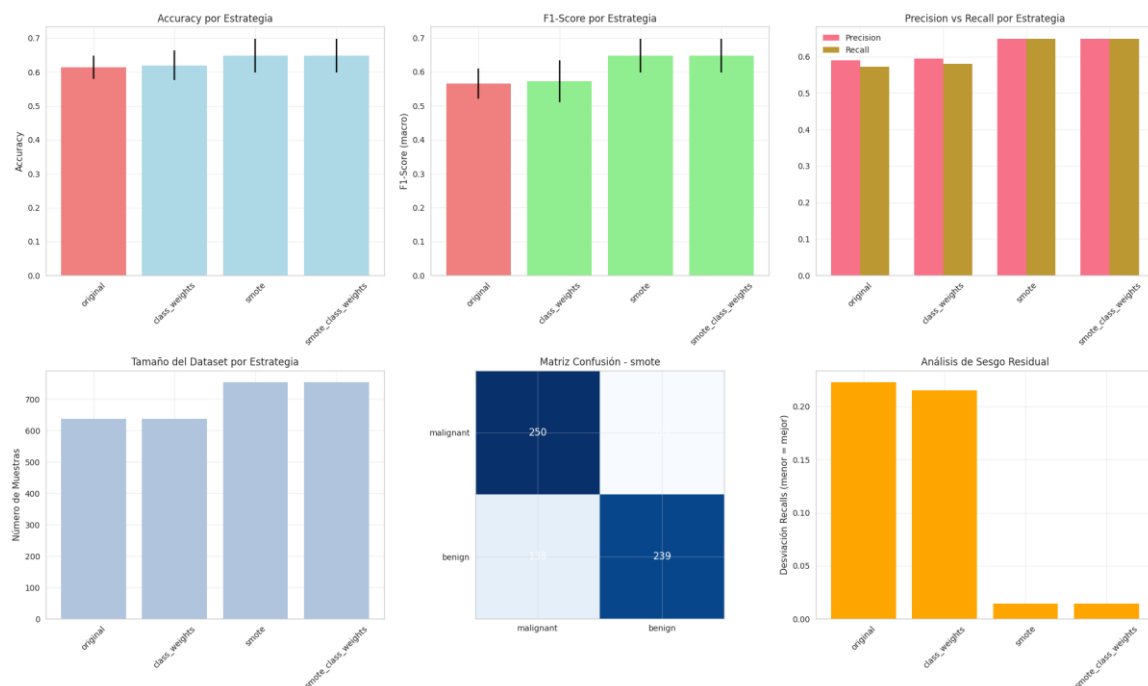 Accuracy por Estrategia
Accuracy
0.7
0.6
0.5
0.4
0.3
0.2
0.1
0.0
original
class_weights
smote
smote_class_weights
F1-Score por Estrategia
F1-Score (macro)
0.7
0.6
0.5
0.4
0.3
0.2
0.1
0.0
original
class_weights
smote
smote_class_weights
Precision vs Recall por Estrategia
Precision
Recall
0.7
0.6
0.5
0.4
0.3
0.2
0.1
0.0
original
class_weights
smote
smote_class_weights
Tamaño del Dataset por Estrategia
Número de Muestras
700
600
500
400
300
200
100
0
original
class_weights
smote
smote_class_weights
Matriz Confusión - smote
malignant
250
benign
239
malignant
benign
Análisis de Sesgo Residual
Desviación Recalls (menor = mejor)
0.20
0.15
0.10
0.05
0.00
original
class_weights
smote
smote_class_weights